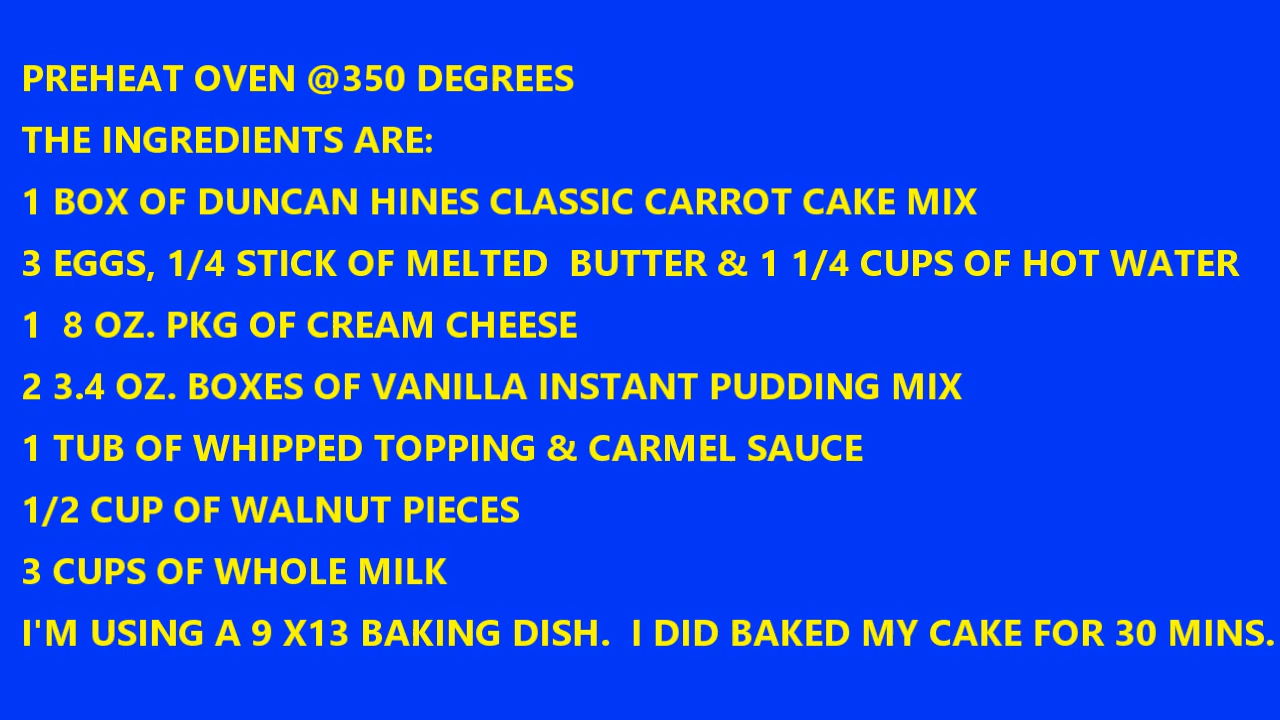 PREHEAT OVEN @350 DEGREES
THE INGREDIENTS ARE:
1 BOX OF DUNCAN HINES CLASSIC CARROT CAKE MIX
3 EGGS, 1/4 STICK OF MELTED  BUTTER & 1 1/4 CUPS OF HOT WATER
1  8 OZ. PKG OF CREAM CHEESE
2 3.4 OZ. BOXES OF VANILLA INSTANT PUDDING MIX
1 TUB OF WHIPPED TOPPING & CARMEL SAUCE
1/2 CUP OF WALNUT PIECES
3 CUPS OF WHOLE MILK
I'M USING A 9 X13 BAKING DISH.  I DID BAKED MY CAKE FOR 30 MINS.